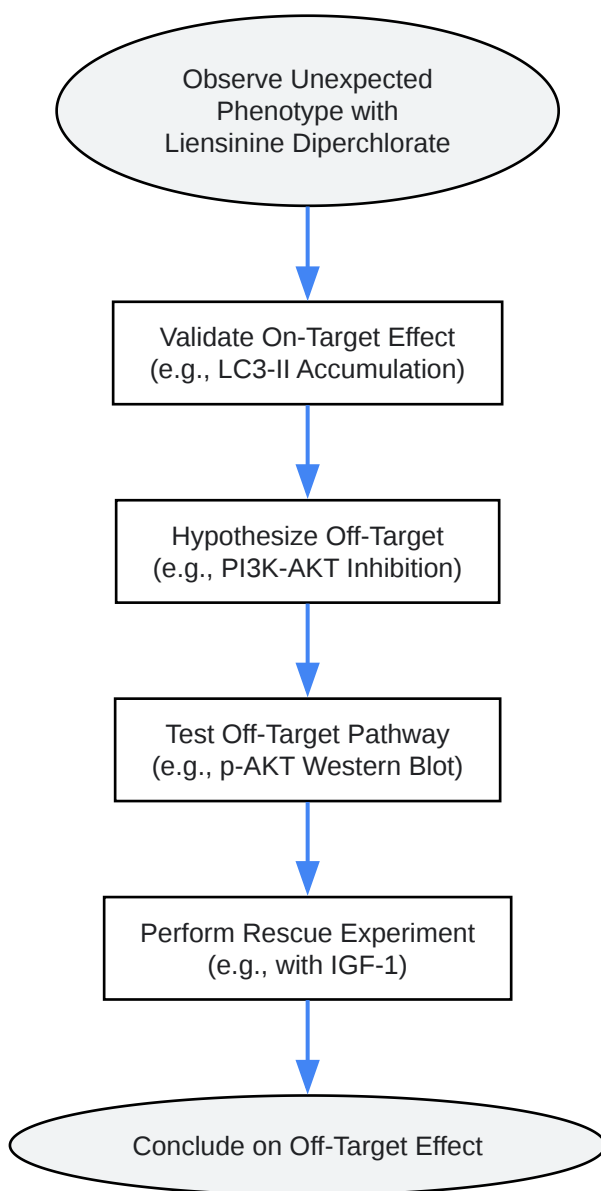 Observe Unexpected
Phenotype with
Liensinine Diperchlorate
Validate On-Target Effect
(e.g., LC3-II Accumulation)
Hypothesize Off-Target
(e.g., PI3K-AKT Inhibition)
Test Off-Target Pathway
(e.g., p-AKT Western Blot)
Perform Rescue Experiment
(e.g., with IGF-1)
Conclude on Off-Target Effect